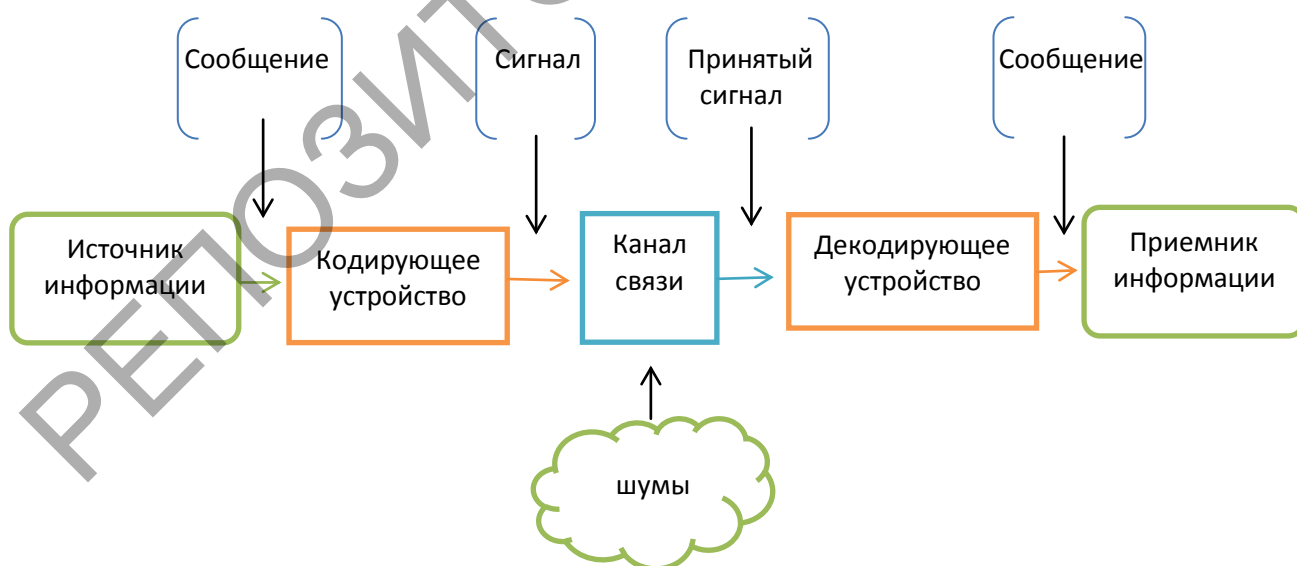 Сообщение
Сигнал
Принятый
сигнал
Сообщение
Источник
информации
Кодирующее
устройство
Канал
связи
Декодирующее
устройство
Приемник
информации
шумы